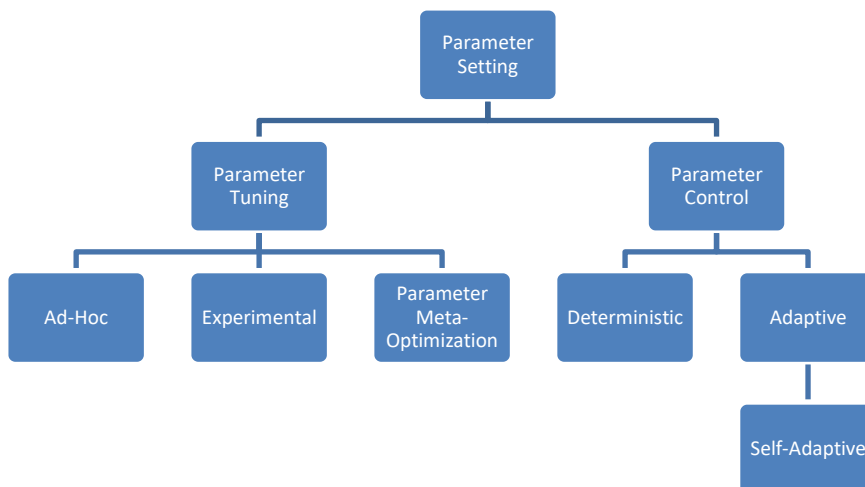 Parameter
Setting
Parameter
Tuning
Parameter
Control
Ad-Hoc
Experimental
Parameter
Meta-
Optimization
Deterministic
Adaptive
Self-Adaptive